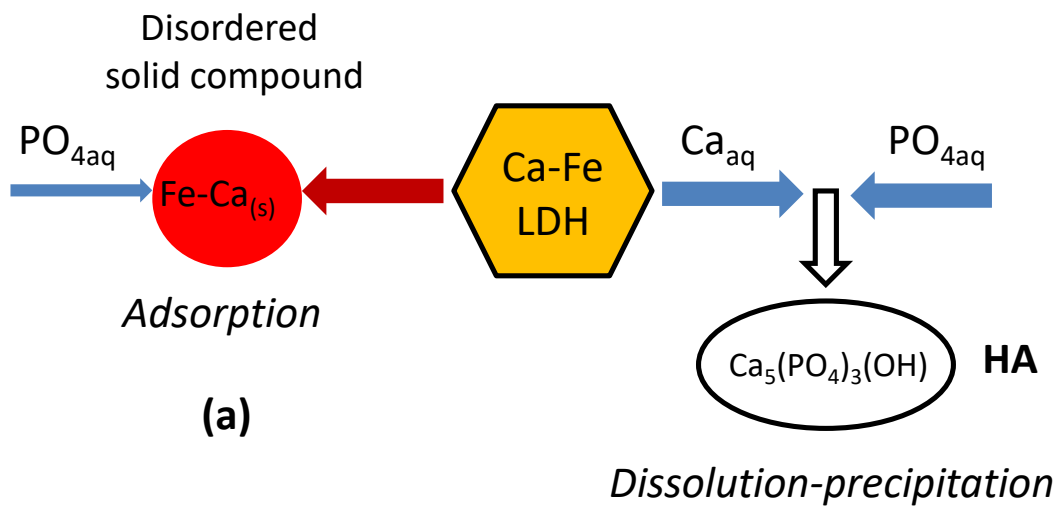 Disordered
solid compound
PO₄aq
Fe-Ca(s)
Adsorption
(a)
Ca-Fe
LDH
Caaq
PO₄aq
Ca₅(PO₄)₃(OH)
HA
Dissolution-precipitation